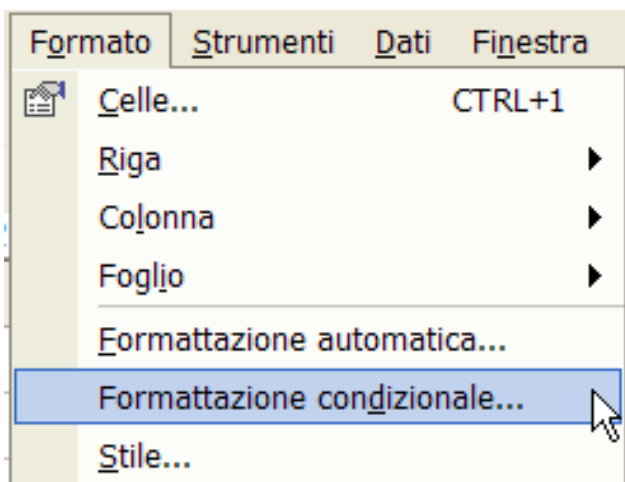 Formato Strumenti Dati Finestra
Celle... CTRL+1
Riga
Colonna
Foglio
Formattazione automatica...
Formattazione condizionale...
Stile...